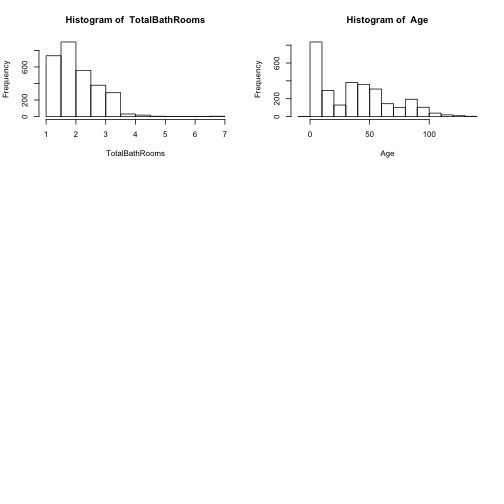 Histogram of  TotalBathRooms
Frequency
600
200
0
1 2 3 4 5 6 7
TotalBathRooms
Histogram of  Age
Frequency
600
200
0
0 50 100
Age